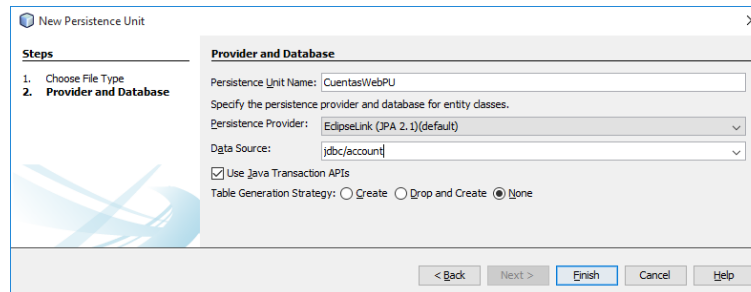 New Persistence Unit
Steps
1. Choose File Type
2. Provider and Database
Provider and Database
Persistence Unit Name: CuentasWebPU
Specify the persistence provider and database for entity classes.
Persistence Provider: EclipseLink (JPA 2.1)(default)
Data Source: jdbc/account
Use Java Transaction APIs
Table Generation Strategy: Create Drop and Create None
< Back Next > Finish Cancel Help